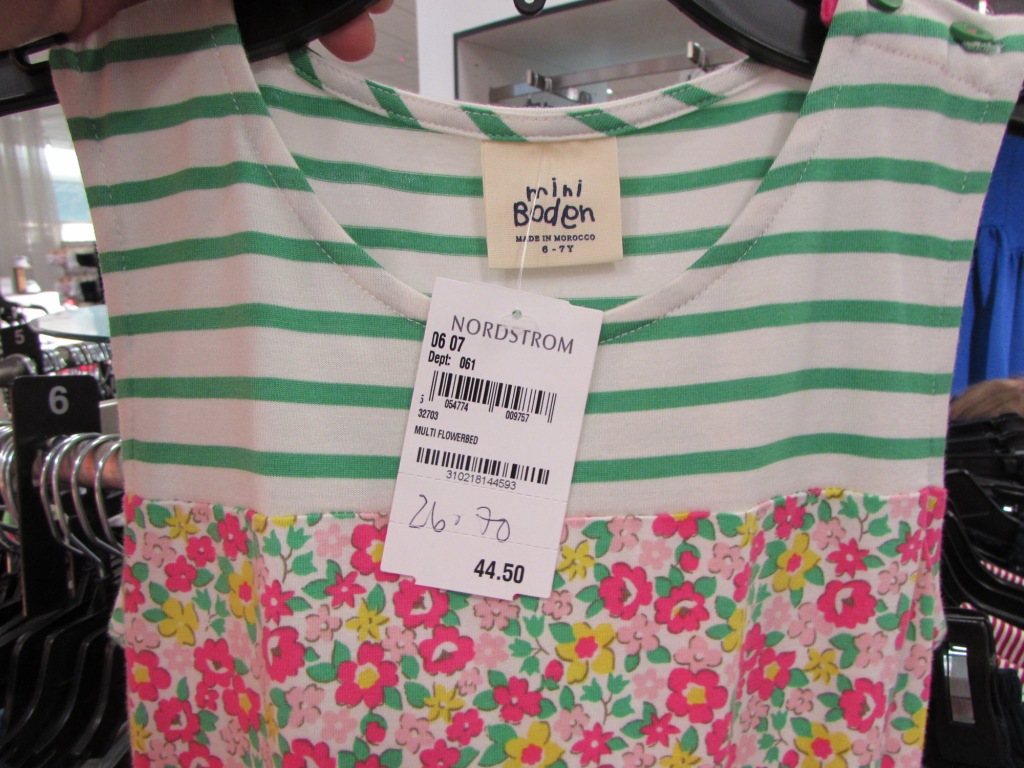 mini
Boden
MADE IN MOROCCO
6 - 7Y
NORDSTROM
06 07
Dept: 061
5 054774 009757
32703
MULTI FLOWERBED
310218144593
26.70
44.50
5
6